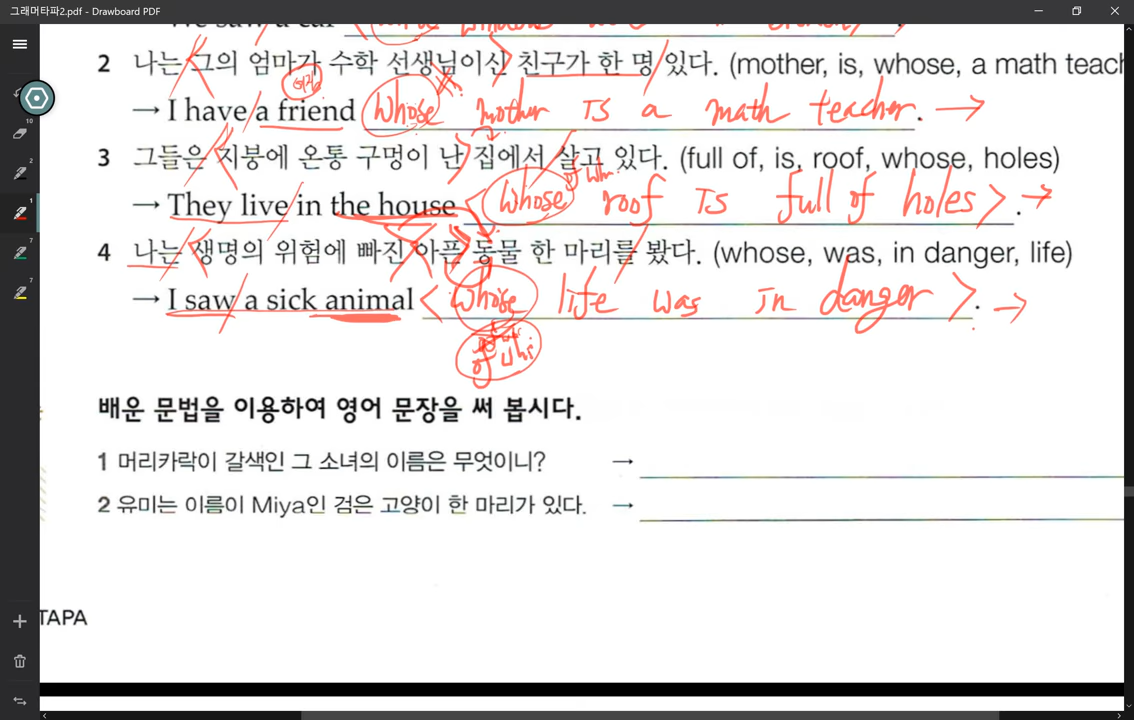 그래머타파2.pdf - Drawboard PDF
We saw a car
2 나는 그의 엄마가 수학 선생님이신 친구가 한 명 있다. (mother, is, whose, a math teach
→ I have a friend whose mother is a math teacher. →
3 그들은 지붕에 온통 구멍이 난 집에서 살고 있다. (full of, is, roof, whose, holes)
→ They live in the house whose roof is full of holes. →
4 나는 생명의 위험에 빠진 아픈 동물 한 마리를 봤다. (whose, was, in danger, life)
→ I saw a sick animal whose life was in danger. →
of whi
배운 문법을 이용하여 영어 문장을 써 봅시다.
1 머리카락이 갈색인 그 소녀의 이름은 무엇이니? →
2 유미는 이름이 Miya인 검은 고양이 한 마리가 있다. →
TAPA